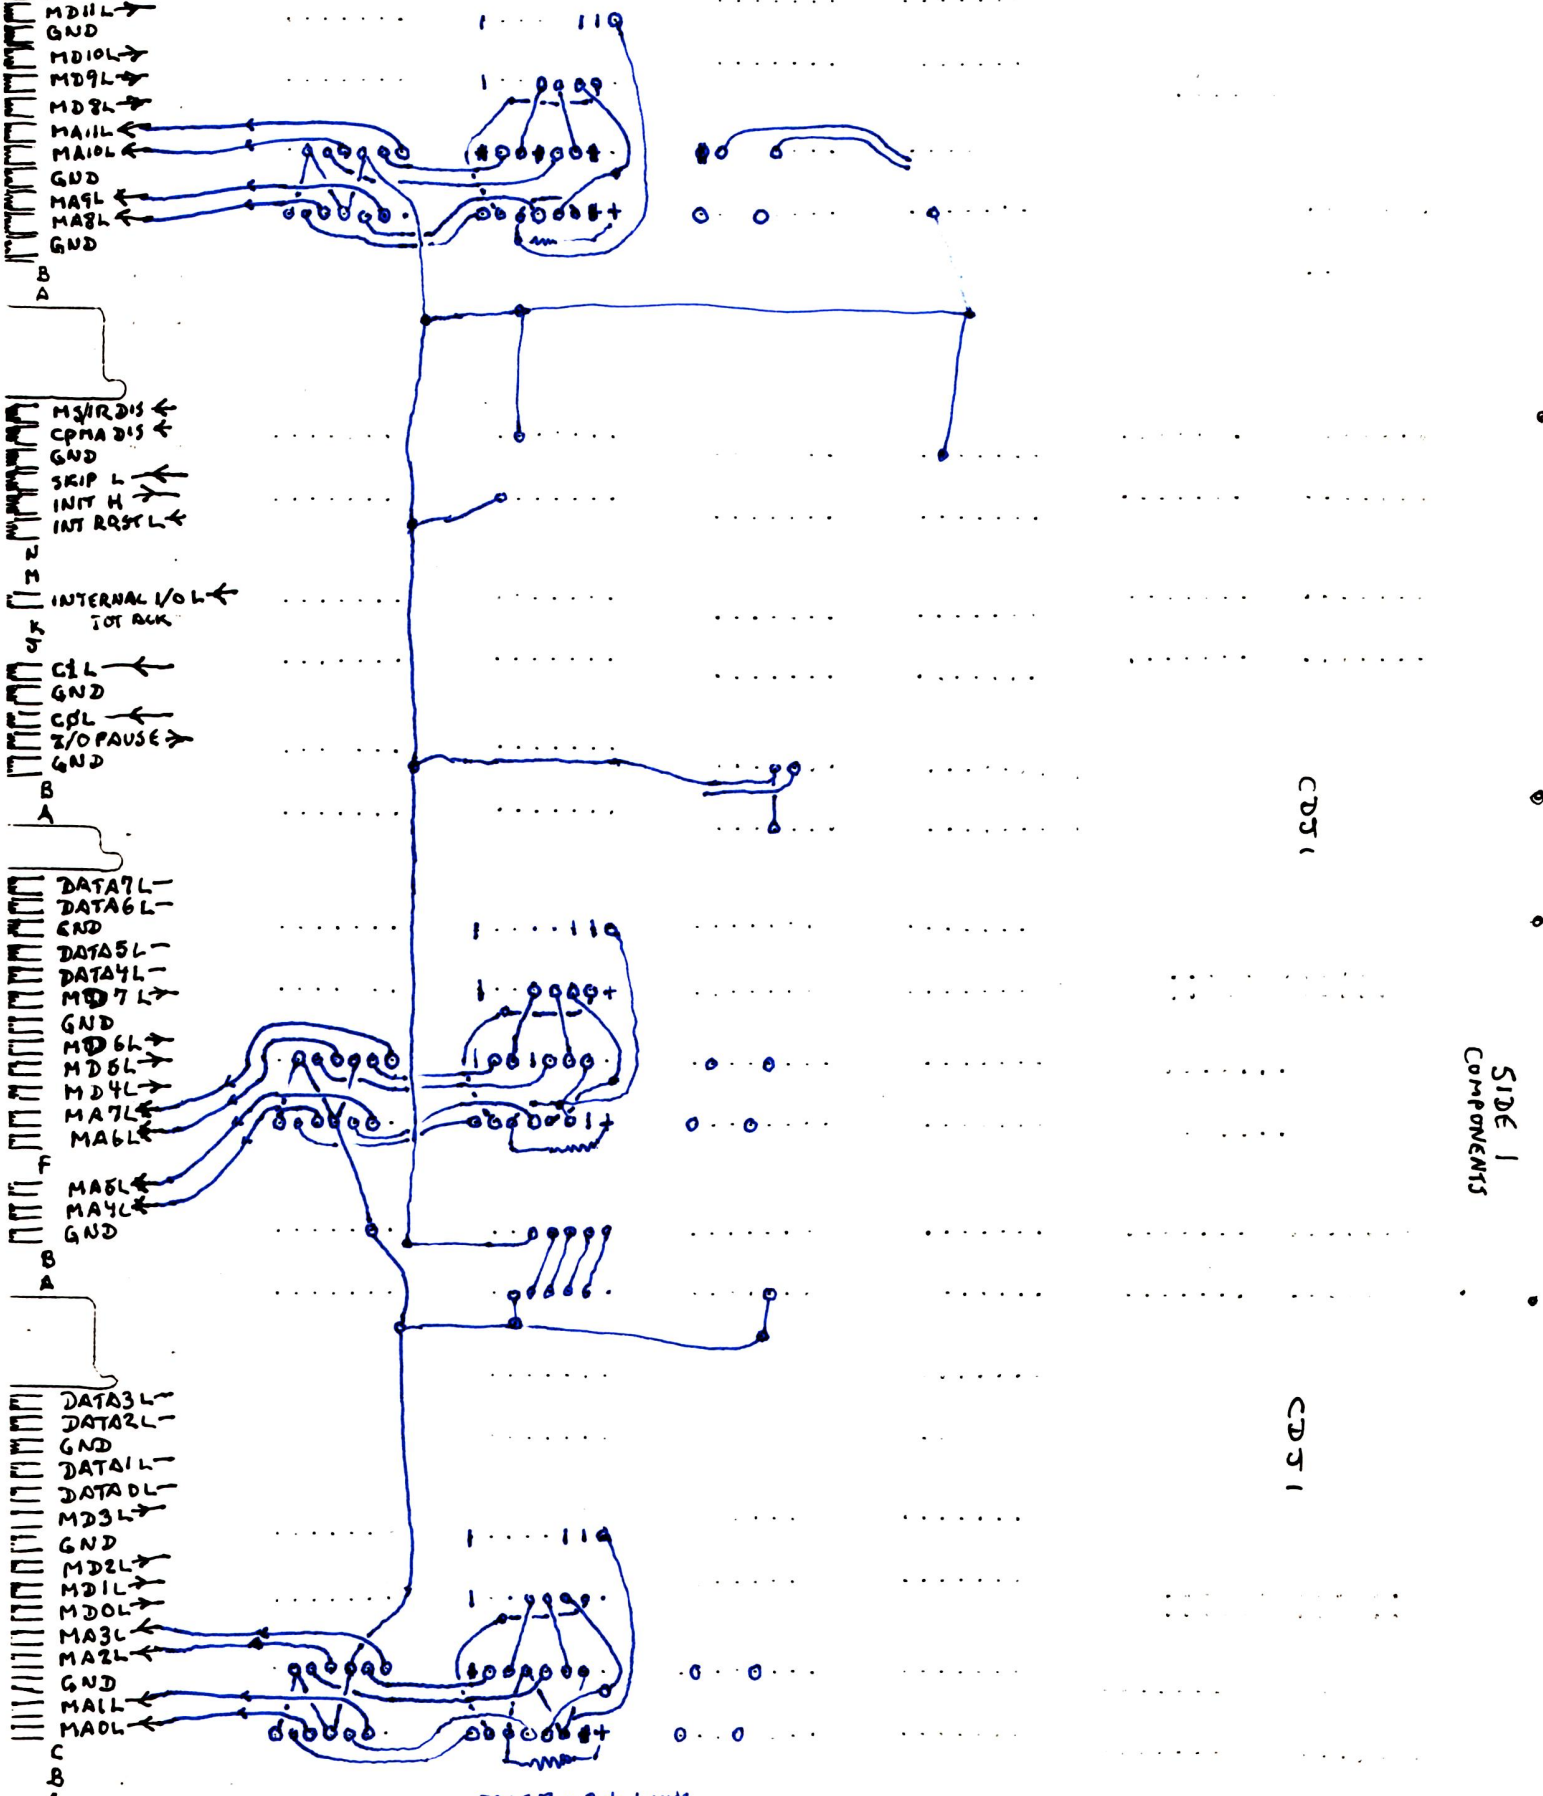 MD11L
GND
MD10L
MD9L
MD8L
MA11L
MA10L
GND
MA9L
MA8L
GND
B
A
MS/IR DIS
CPMA DIS
GND
SKIP L
INIT H
INT RQST L
N
M
INTERNAL I/O L
K
J
C1L
GND
CØL
I/O PAUSE
GND
B
A
CDJ1
DATA7L
DATA6L
GND
DATA5L
DATA4L
MD7L
GND
MD6L
MD5L
MD4L
MA7L
MA6L
F
MA5L
MA4L
GND
B
A
SIDE 1
COMPONENTS
DATA3L
DATA2L
GND
DATA1L
DATA0L
MD3L
GND
MD2L
MD1L
MD0L
MA3L
MA2L
GND
MA1L
MA0L
C
B
CDJ1